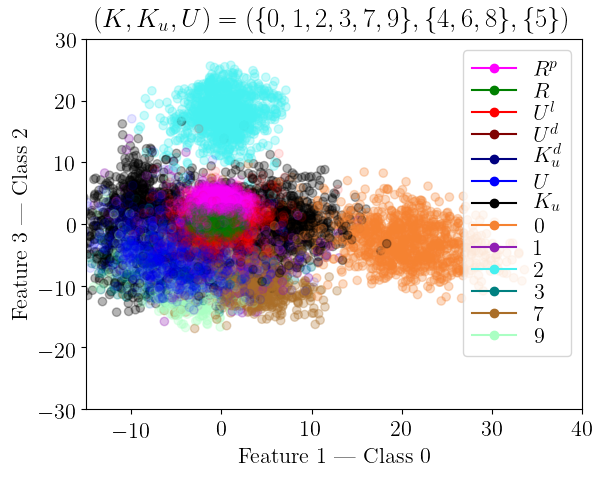 (K, K_u, U) = ({0, 1, 2, 3, 7, 9}, {4, 6, 8}, {5})
30
20
10
0
−10
−20
−30
Feature 3 — Class 2
R^p
R
U^l
U^d
K_u^d
U
K_u
0
1
2
3
7
9
−10
0
10
20
30
40
Feature 1 — Class 0